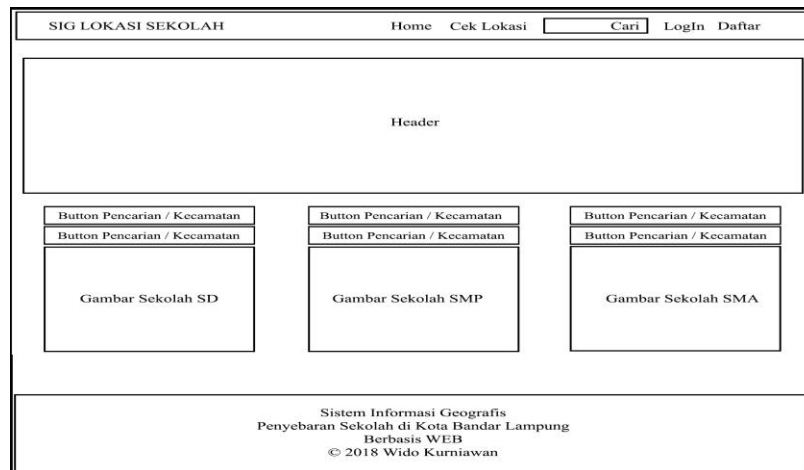 SIG LOKASI SEKOLAH Home Cek Lokasi Cari LogIn Daftar
Header
Button Pencarian / Kecamatan Button Pencarian / Kecamatan Button Pencarian / Kecamatan
Button Pencarian / Kecamatan Button Pencarian / Kecamatan Button Pencarian / Kecamatan
Gambar Sekolah SD Gambar Sekolah SMP Gambar Sekolah SMA
Sistem Informasi Geografis
Penyebaran Sekolah di Kota Bandar Lampung
Berbasis WEB
© 2018 Wido Kurniawan